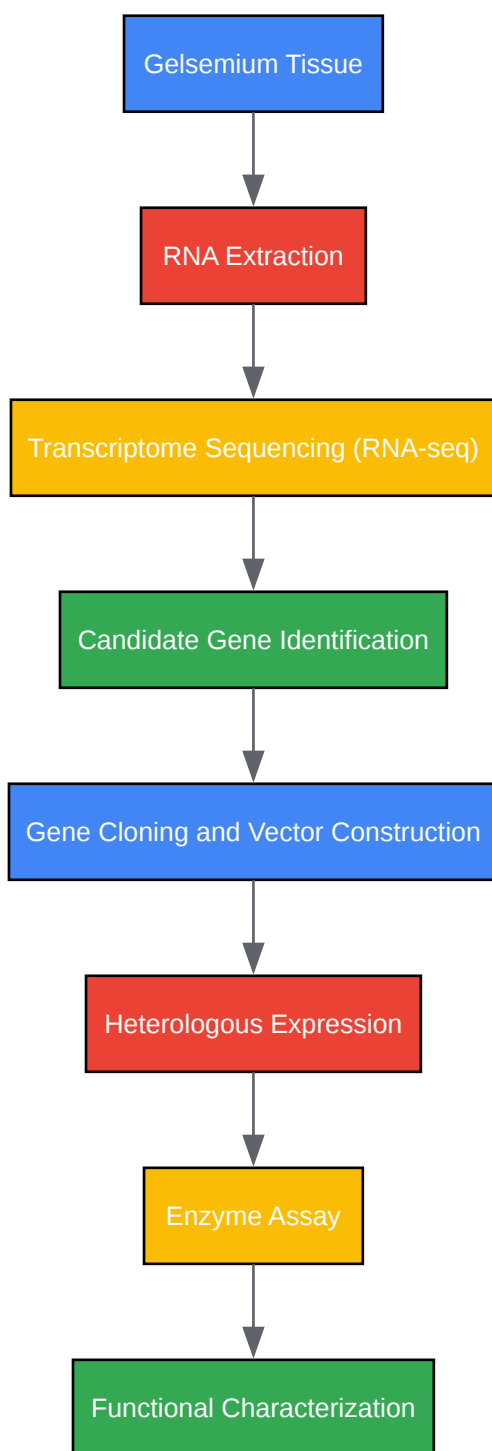 Gelsemium Tissue
RNA Extraction
Transcriptome Sequencing (RNA-seq)
Candidate Gene Identification
Gene Cloning and Vector Construction
Heterologous Expression
Enzyme Assay
Functional Characterization